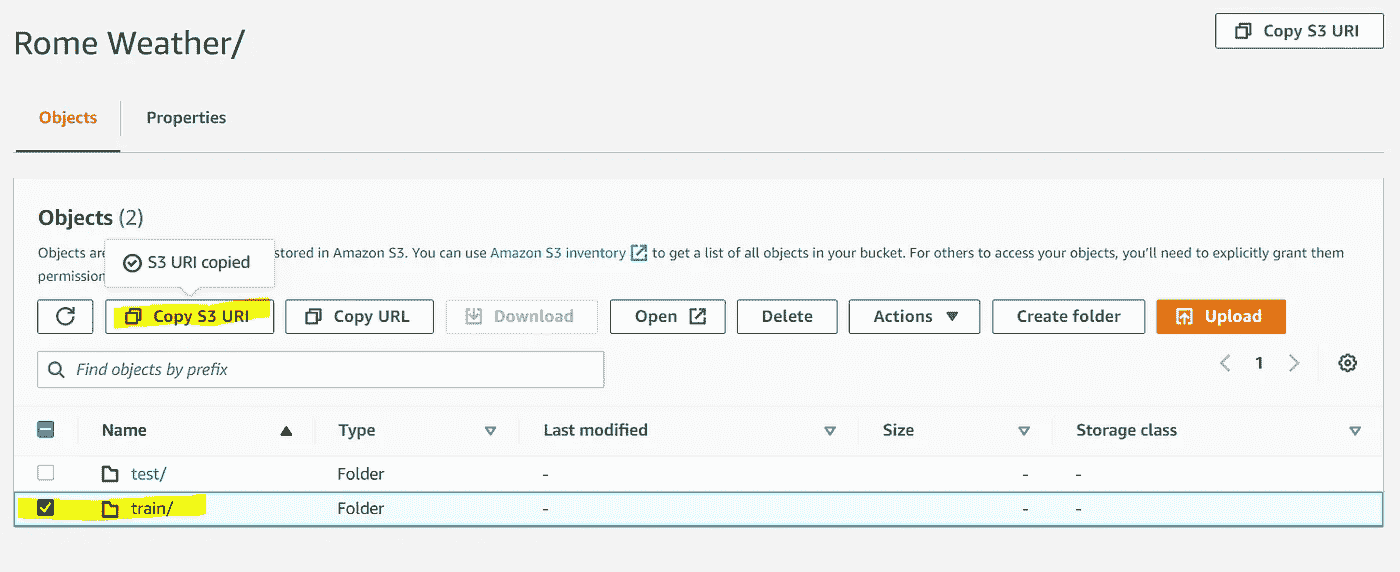 Rome Weather/
Copy S3 URI
Objects
Properties
Objects (2)
Objects are stored in Amazon S3. You can use Amazon S3 inventory to get a list of all objects in your bucket. For others to access your objects, you'll need to explicitly grant them
permission
S3 URI copied
Copy S3 URI
Copy URL
Download
Open
Delete
Actions
Create folder
Upload
Find objects by prefix
1
Name Type Last modified Size Storage class
test/ Folder - - -
train/ Folder - - -